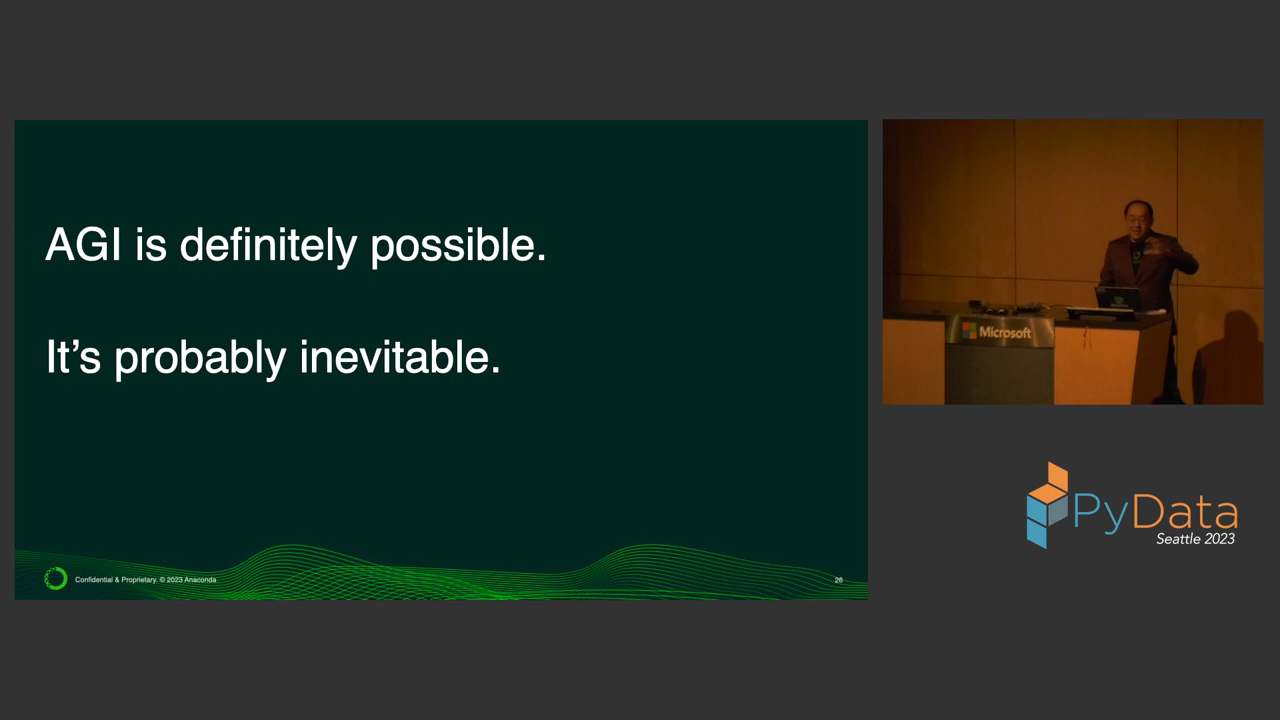 AGI is definitely possible.
It’s probably inevitable.
Confidential & Proprietary. © 2023 Anaconda
26
Microsoft
PyData
Seattle 2023